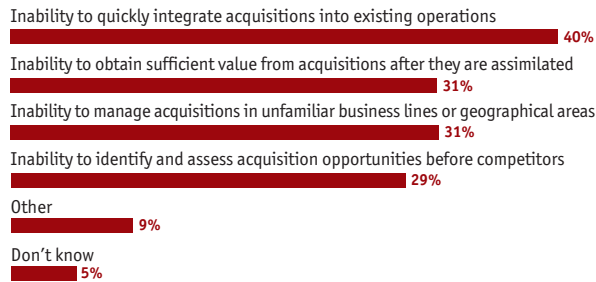 Inability to quickly integrate acquisitions into existing operations
40%
Inability to obtain sufficient value from acquisitions after they are assimilated
31%
Inability to manage acquisitions in unfamiliar business lines or geographical areas
31%
Inability to identify and assess acquisition opportunities before competitors
29%
Other
9%
Don’t know
5%